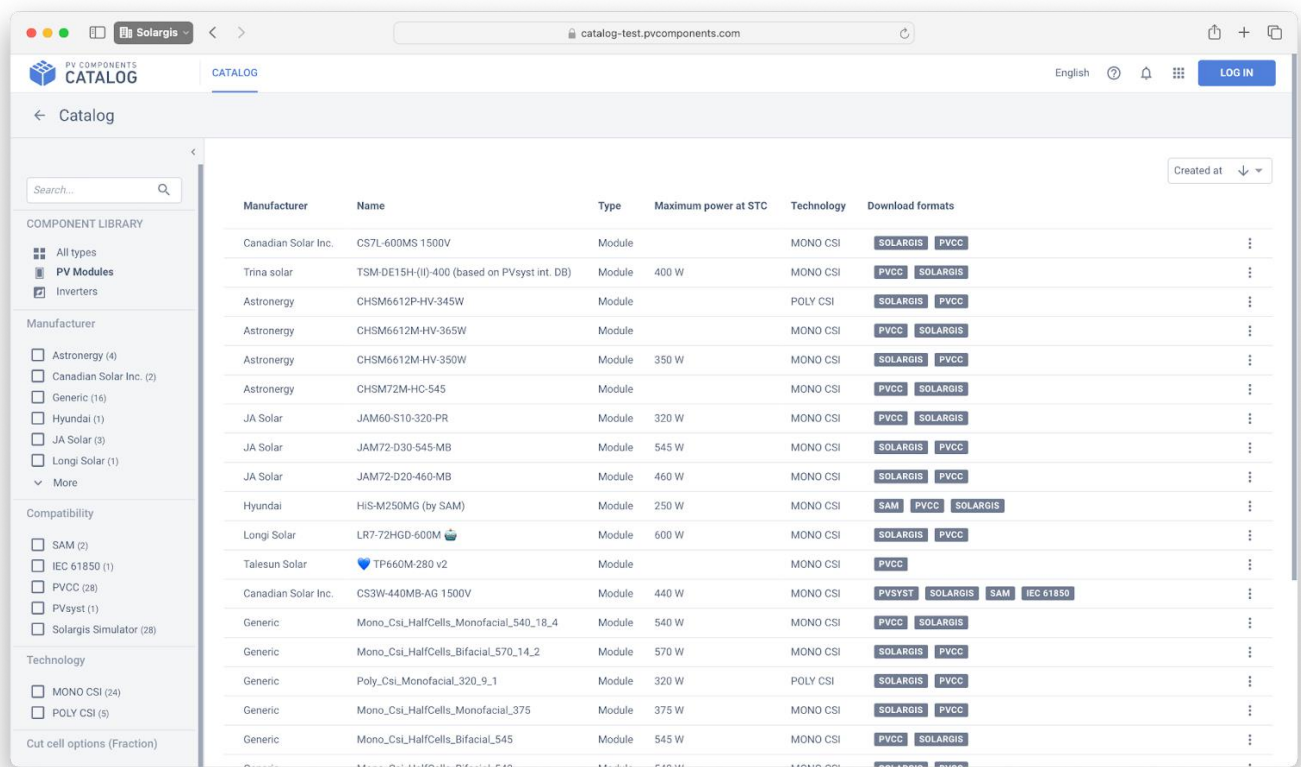 Solargis
catalog-test.pvcomponents.com
PV COMPONENTS
CATALOG
CATALOG
English
LOG IN
Catalog
Search...
COMPONENT LIBRARY
All types
PV Modules
Inverters
Manufacturer
Astronergy (4)
Canadian Solar Inc. (2)
Generic (16)
Hyundai (1)
JA Solar (3)
Longi Solar (1)
More
Compatibility
SAM (2)
IEC 61850 (1)
PVCC (28)
PVsyst (1)
Solargis Simulator (28)
Technology
MONO CSI (24)
POLY CSI (5)
Cut cell options (Fraction)
Created at
Manufacturer Name Type Maximum power at STC Technology Download formats
Canadian Solar Inc. CS7L-600MS 1500V Module MONO CSI SOLARGIS PVCC
Trina solar TSM-DE15H-(II)-400 (based on PVsyst int. DB) Module 400 W MONO CSI PVCC SOLARGIS
Astronergy CHSM6612P-HV-345W Module POLY CSI SOLARGIS PVCC
Astronergy CHSM6612M-HV-365W Module MONO CSI PVCC SOLARGIS
Astronergy CHSM6612M-HV-350W Module 350 W MONO CSI SOLARGIS PVCC
Astronergy CHSM72M-HC-545 Module MONO CSI PVCC SOLARGIS
JA Solar JAM60-S10-320-PR Module 320 W MONO CSI PVCC SOLARGIS
JA Solar JAM72-D30-545-MB Module 545 W MONO CSI SOLARGIS PVCC
JA Solar JAM72-D20-460-MB Module 460 W MONO CSI SOLARGIS PVCC
Hyundai HiS-M250MG (by SAM) Module 250 W MONO CSI SAM PVCC SOLARGIS
Longi Solar LR7-72HGD-600M Module 600 W MONO CSI SOLARGIS PVCC
Talesun Solar 💙 TP660M-280 v2 Module MONO CSI PVCC
Canadian Solar Inc. CS3W-440MB-AG 1500V Module 440 W MONO CSI PVSYST SOLARGIS SAM IEC 61850
Generic Mono_Csi_HalfCells_Monofacial_540_18_4 Module 540 W MONO CSI PVCC SOLARGIS
Generic Mono_Csi_HalfCells_Bifacial_570_14_2 Module 570 W MONO CSI SOLARGIS PVCC
Generic Poly_Csi_Monofacial_320_9_1 Module 320 W POLY CSI SOLARGIS PVCC
Generic Mono_Csi_HalfCells_Monofacial_375 Module 375 W MONO CSI SOLARGIS PVCC
Generic Mono_Csi_HalfCells_Bifacial_545 Module 545 W MONO CSI PVCC SOLARGIS